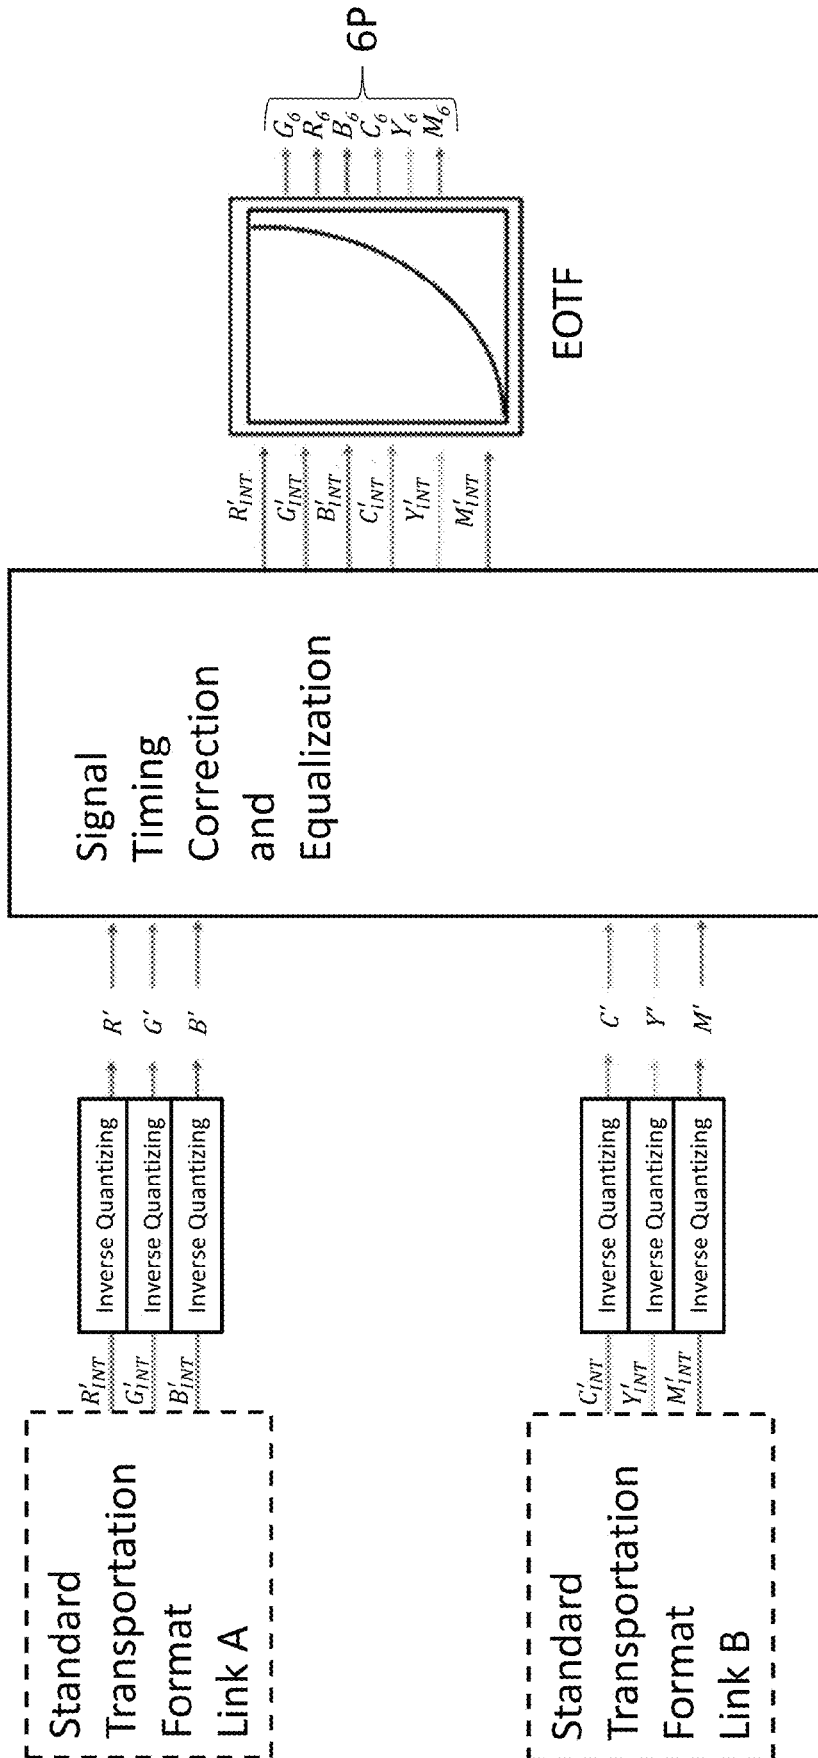 Standard
Transportation
Format
Link A
R'INT
G'INT
B'INT
Inverse Quantizing
Inverse Quantizing
Inverse Quantizing
R'
G'
B'
Standard
Transportation
Format
Link B
C'INT
Y'INT
M'INT
Inverse Quantizing
Inverse Quantizing
Inverse Quantizing
C'
Y'
M'
Signal
Timing
Correction
and
Equalization
R'INT
G'INT
B'INT
C'INT
Y'INT
M'INT
EOTF
G6
R6
B6
C6
Y6
M6
6P